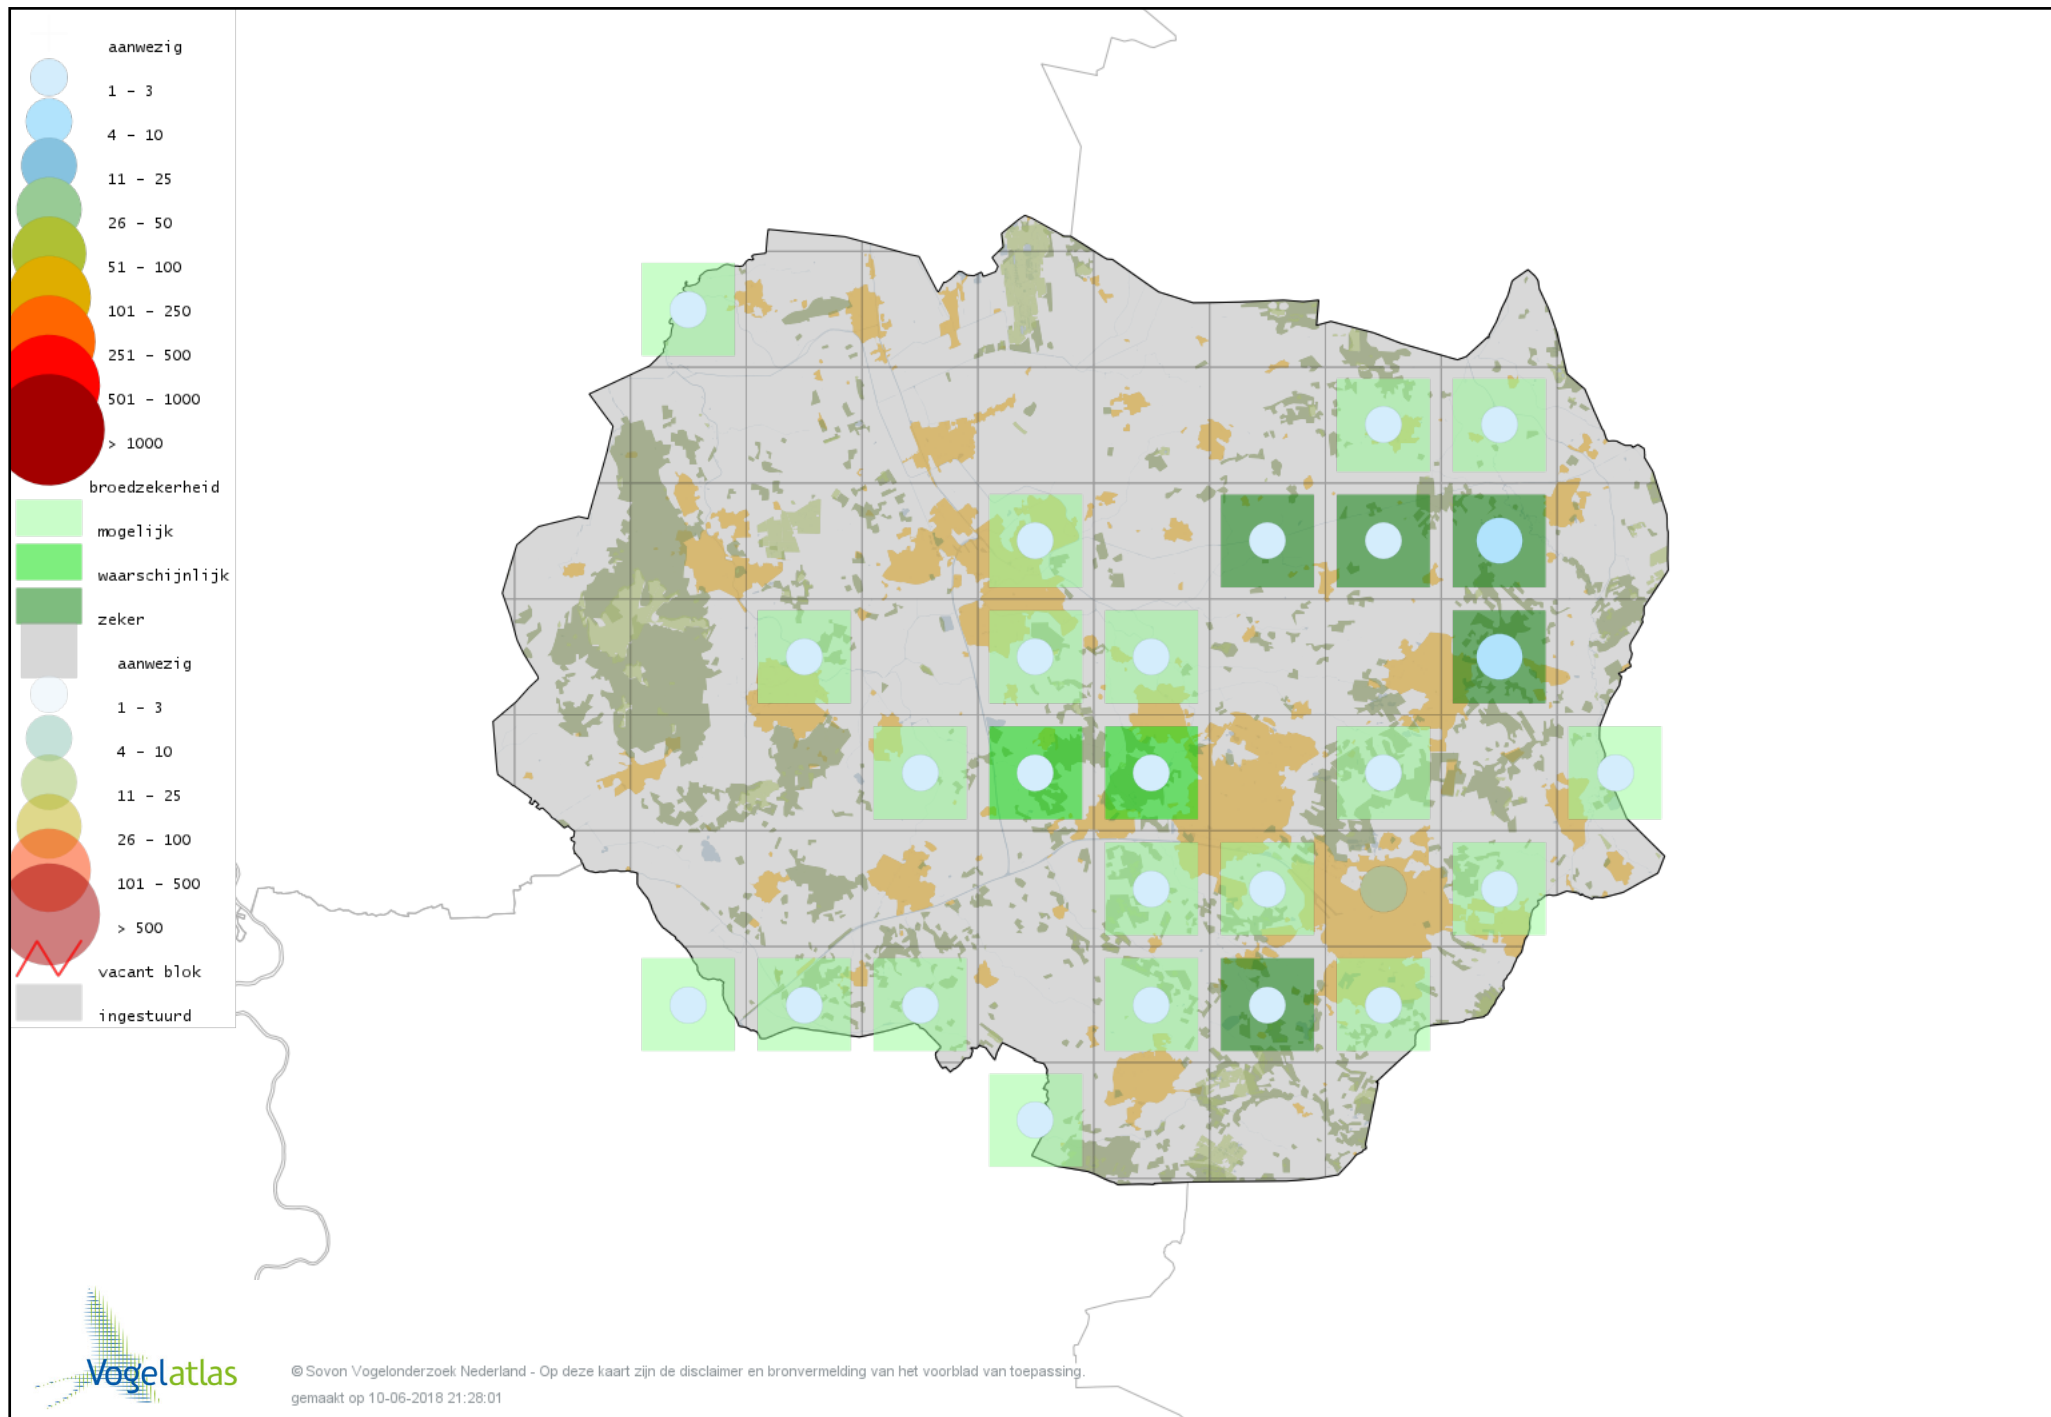 aanwezig
1 - 3
4 - 10
11 - 25
26 - 50
51 - 100
101 - 250
251 - 500
501 - 1000
> 1000
broedzekerheid
mogelijk
waarschijnlijk
zeker
aanwezig
1 - 3
4 - 10
11 - 25
26 - 100
101 - 500
> 500
vacant blok
ingestuurd
Vogelatlas
© Sovon Vogelonderzoek Nederland - Op deze kaart zijn de disclaimer en bronvermelding van het voorblad van toepassing.
gemaakt op 10-06-2018 21:28:01